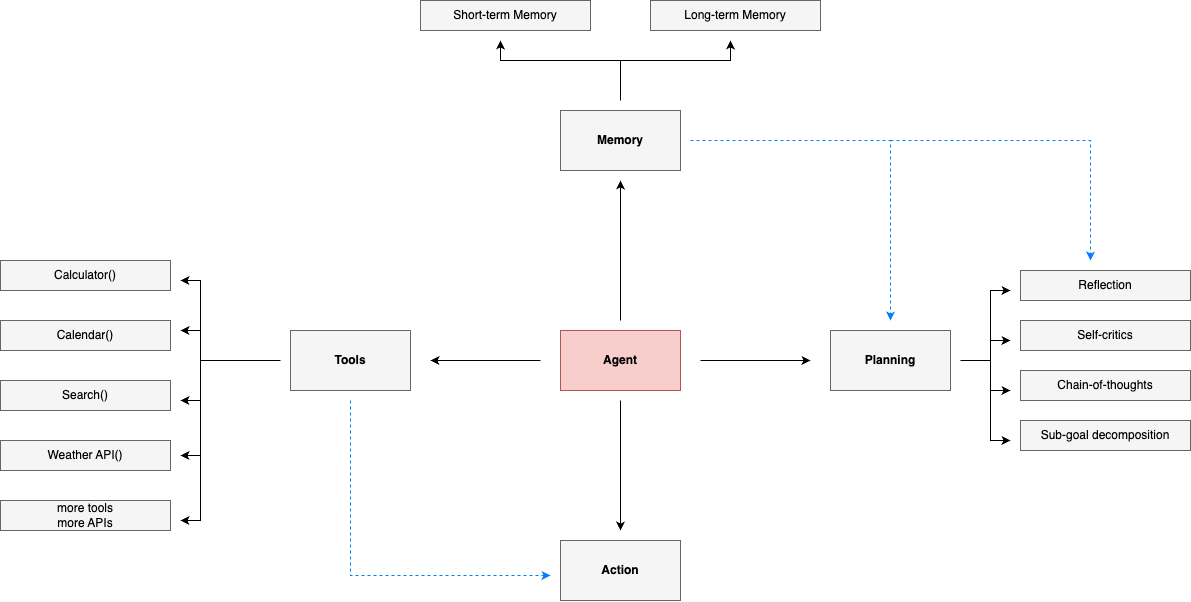 Short-term Memory
Long-term Memory
Memory
Calculator()
Calendar()
Search()
Weather API()
more tools
more APIs
Tools
Agent
Planning
Reflection
Self-critics
Chain-of-thoughts
Sub-goal decomposition
Action